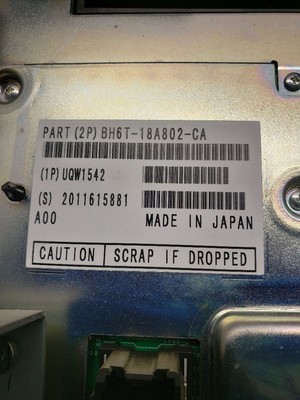 PART (2P) BH6T-18A802-CA
(1P) UQW1542
(S) 2011615881
A00 MADE IN JAPAN
CAUTION SCRAP IF DROPPED